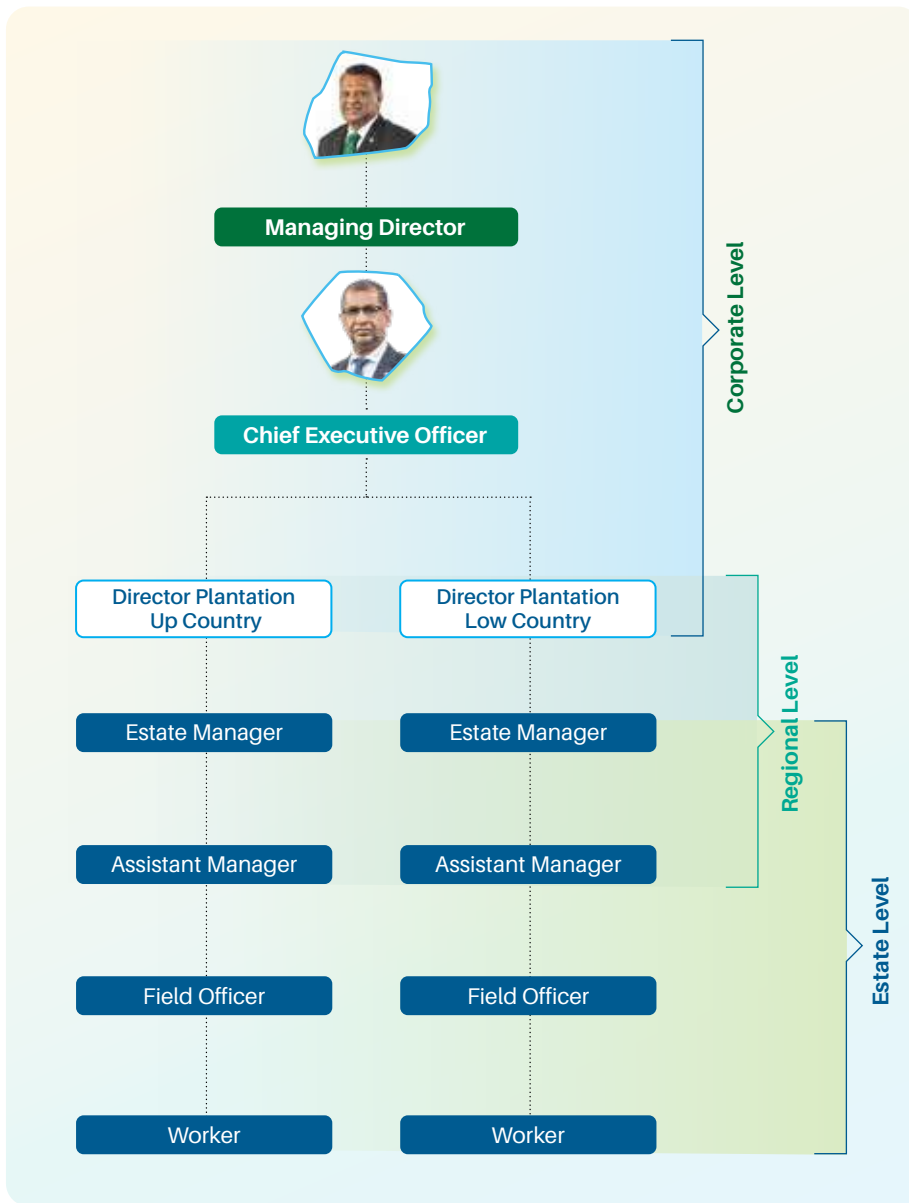 Managing Director
Chief Executive Officer
Director Plantation
Up Country
Director Plantation
Low Country
Estate Manager
Estate Manager
Assistant Manager
Assistant Manager
Field Officer
Field Officer
Worker
Worker
Corporate Level
Regional Level
Estate Level